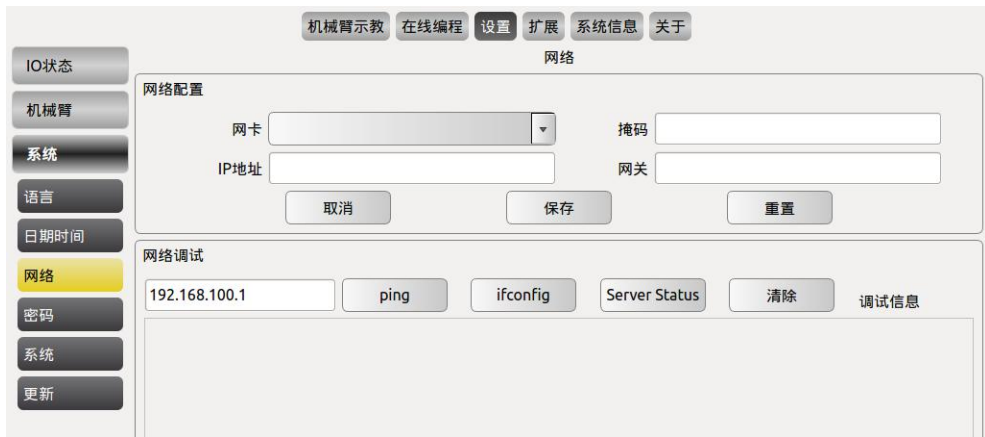 机械臂示教 在线编程 设置 扩展 系统信息 关于
网络
IO状态
机械臂
系统
语言
日期时间
网络
密码
系统
更新
网络配置
网卡 掩码
IP地址 网关
取消 保存 重置
网络调试
192.168.100.1 ping ifconfig Server Status 清除 调试信息